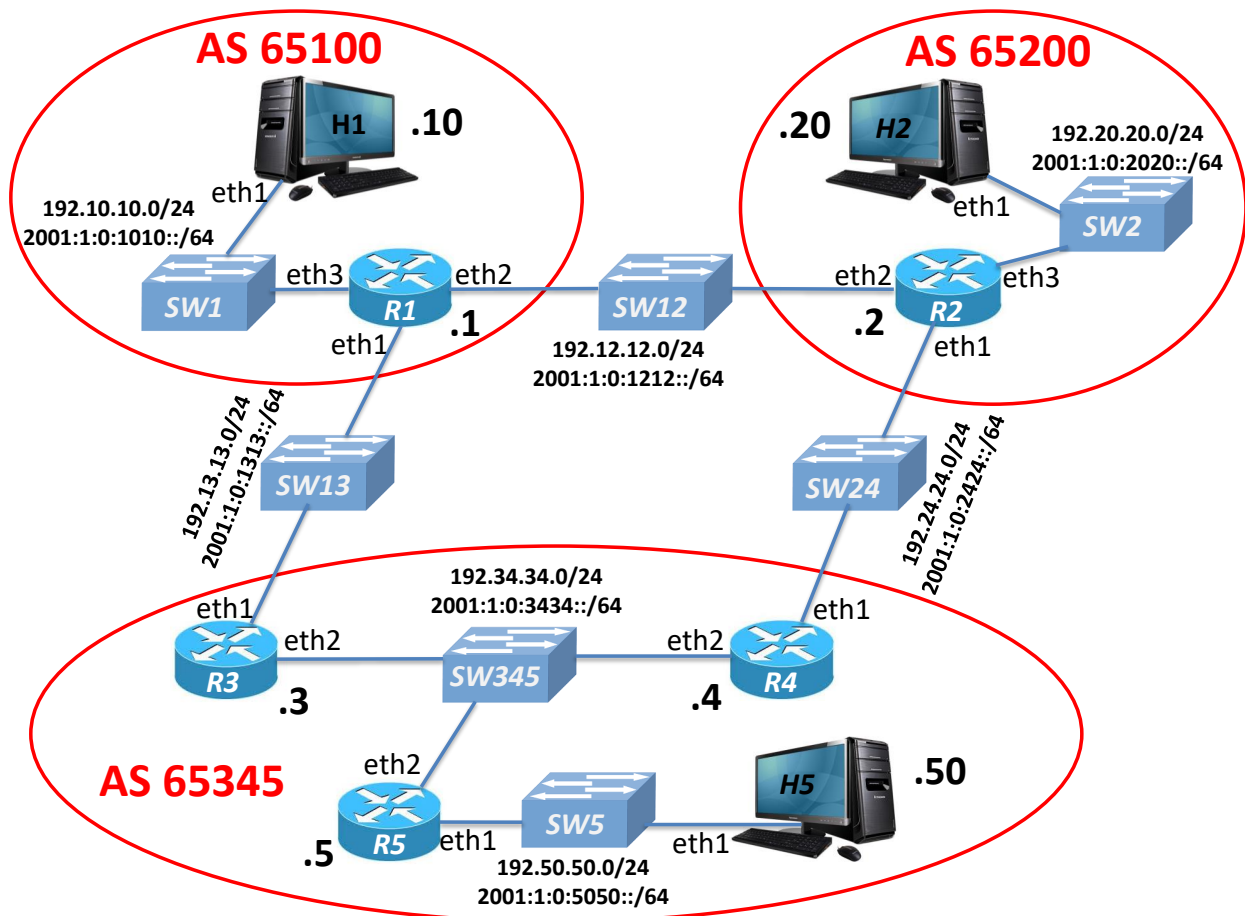 AS 65100
AS 65200
H1
.10
.20
H2
192.20.20.0/24
2001:1:0:2020::/64
eth1
eth1
192.10.10.0/24
2001:1:0:1010::/64
SW2
eth3
eth2
eth2
eth3
SW1
R1
.1
SW12
R2
.2
eth1
192.12.12.0/24
2001:1:0:1212::/64
eth1
192.13.13.0/24
2001:1:0:1313::/64
SW13
SW24
192.24.24.0/24
2001:1:0:2424::/64
192.34.34.0/24
2001:1:0:3434::/64
eth1
eth2
eth2
eth1
R3
.3
SW345
.4
R4
AS 65345
eth2
H5
.50
R5
.5
eth1
SW5
eth1
192.50.50.0/24
2001:1:0:5050::/64